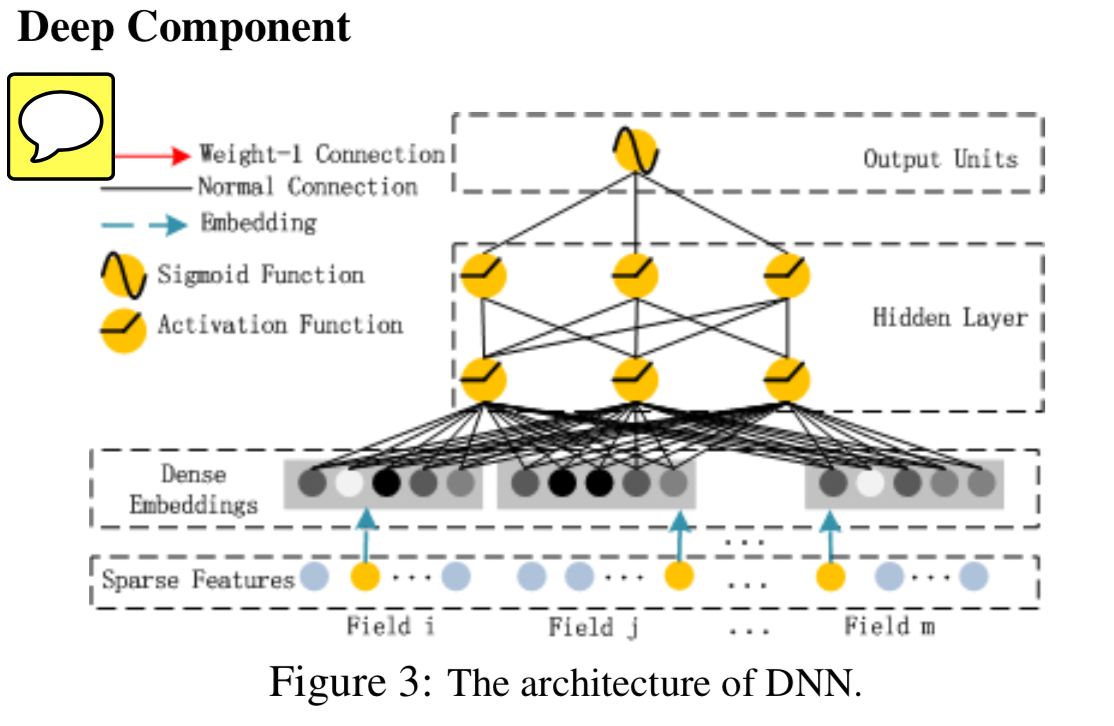 Deep Component
Weight-1 Connection
Normal Connection
Embedding
Sigmoid Function
Activation Function
Output Units
Hidden Layer
Dense
Embeddings
...
Sparse Features ... ... ... ...
Field i Field j ... Field m
Figure 3: The architecture of DNN.